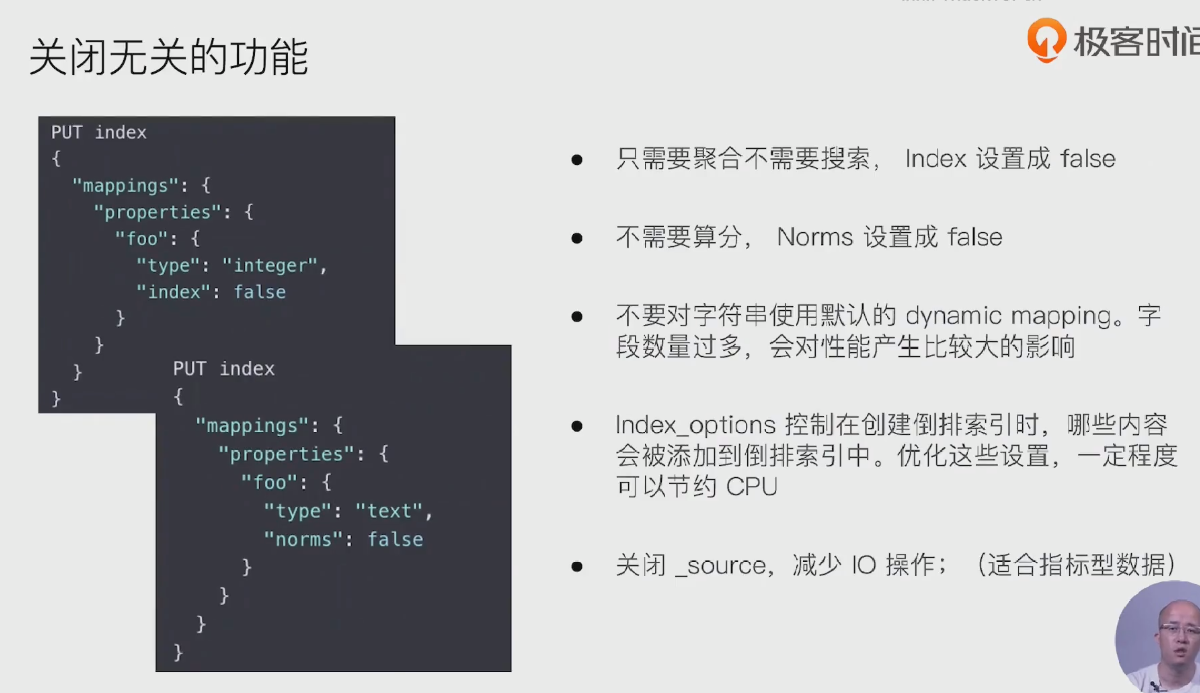 关闭无关的功能
极客时间
PUT index
{
  "mappings": {
    "properties": {
      "foo": {
        "type": "integer",
        "index": false
      }
    }
  }
}
PUT index
{
  "mappings": {
    "properties": {
      "foo": {
        "type": "text",
        "norms": false
      }
    }
  }
}
● 只需要聚合不需要搜索， Index 设置成 false
● 不需要算分， Norms 设置成 false
● 不要对字符串使用默认的 dynamic mapping。字
段数量过多，会对性能产生比较大的影响
● Index_options 控制在创建倒排索引时，哪些内容
会被添加到倒排索引中。优化这些设置，一定程度
可以节约 CPU
● 关闭 _source，减少 IO 操作；（适合指标型数据）